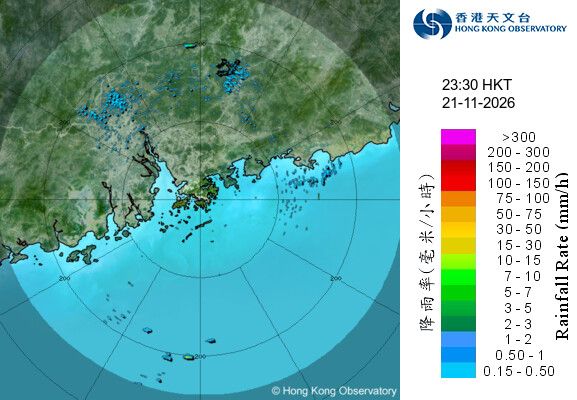 香港天文台
HONG KONG OBSERVATORY
23:30 HKT
21-11-2026
降雨率(毫米/小時)
Rainfall Rate (mm/h)
>300
200 - 300
150 - 200
100 - 150
75 - 100
50 - 75
30 - 50
15 - 30
10 - 15
7 - 10
5 - 7
3 - 5
2 - 3
1 - 2
0.50 - 1
0.15 - 0.50
200
200
200
© Hong Kong Observatory